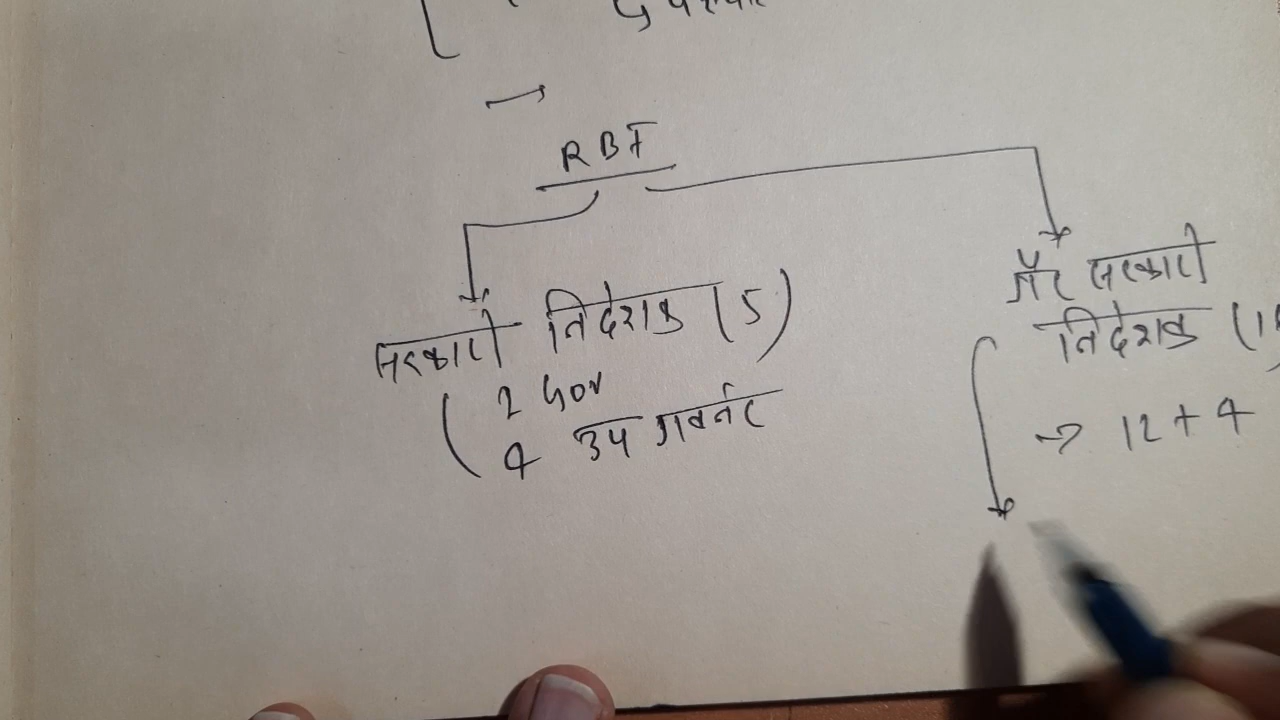 RBI
सरकारी निदेशक (5)
2 Gov
4 उप गवर्नर
गैर सरकारी
निदेशक
→ 12 + 4